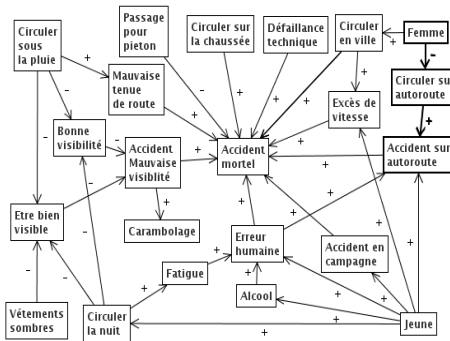 Circuler
sous
la pluie
Passage
pour
pieton
Circuler sur
la chaussée
Défaillance
technique
Circuler
en ville
Femme
Circuler sur
autoroute
Mauvaise
tenue
de route
Excès de
vitesse
Bonne
visibilité
Accident
Mauvaise
visiblité
Accident
mortel
Accident sur
autoroute
Etre bien
visible
Carambolage
Erreur
humaine
Accident en
campagne
Fatigue
Alcool
Vétements
sombres
Circuler
la nuit
Jeune